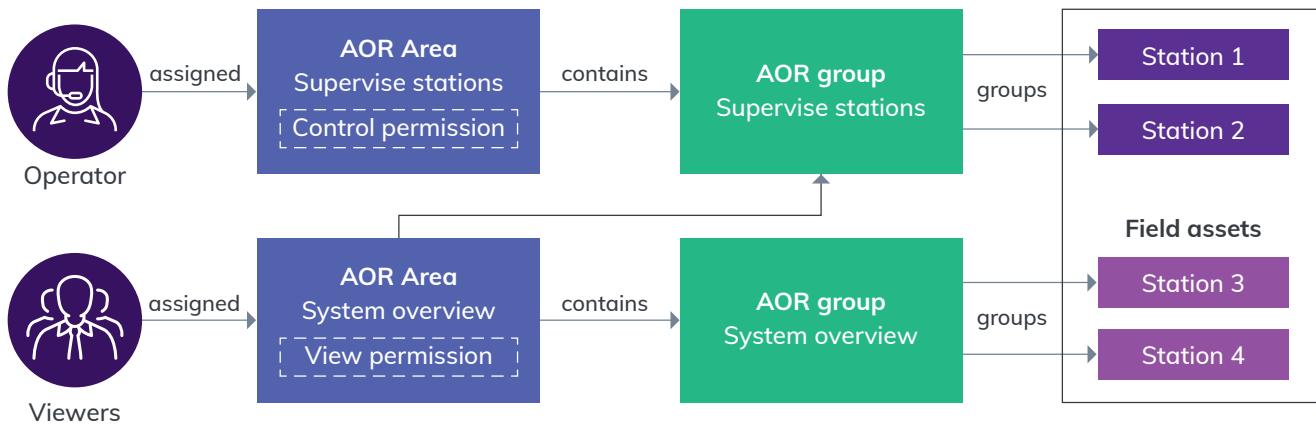 Operator
assigned
AOR Area
Supervise stations
Control permission
contains
AOR group
Supervise stations
groups
Station 1
Station 2
Field assets
Viewers
assigned
AOR Area
System overview
View permission
contains
AOR group
System overview
groups
Station 3
Station 4